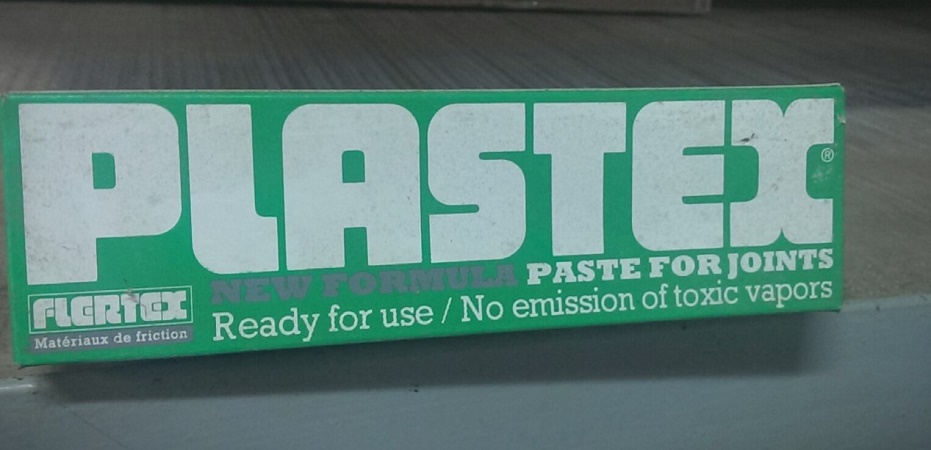 PLASTEX®
NEW FORMULA PASTE FOR JOINTS
FLERTEX
Matériaux de friction
Ready for use / No emission of toxic vapors